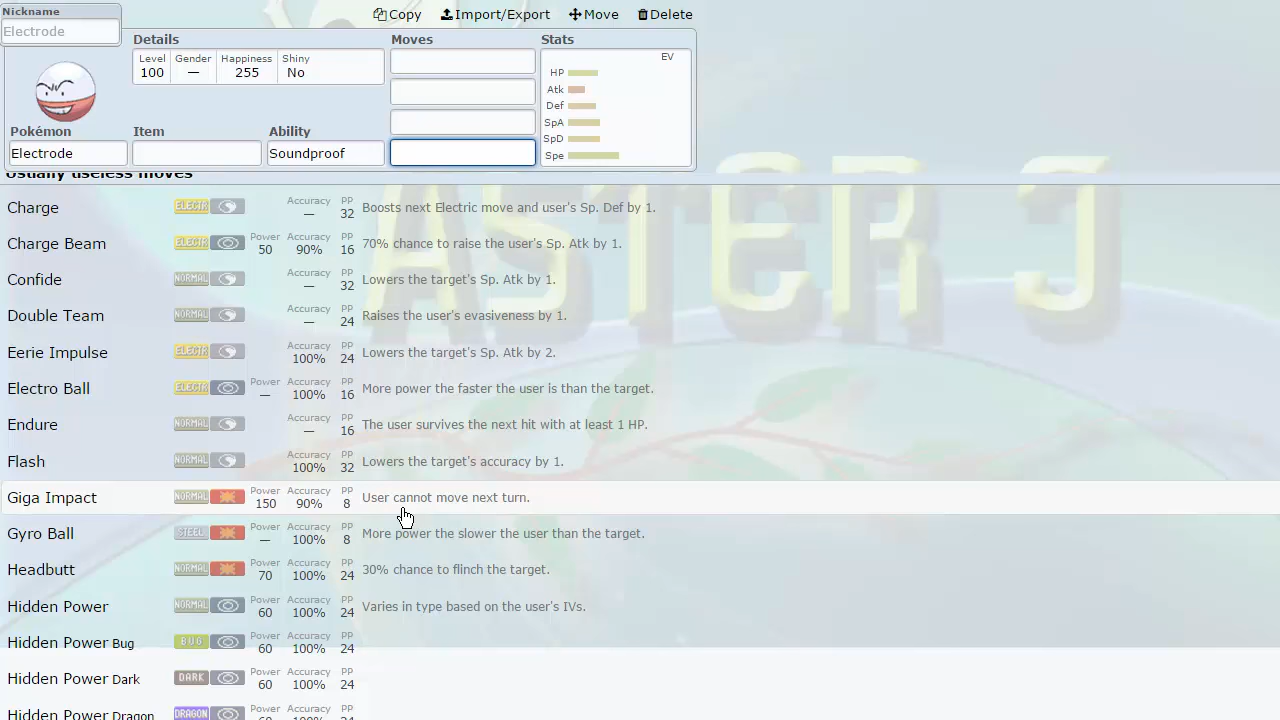 Nickname
Electrode
Copy Import/Export Move Delete
Details
Level Gender Happiness Shiny
100 — 255 No
Moves
Stats
EV
HP
Atk
Def
SpA
SpD
Spe
Pokémon Item Ability
Electrode Soundproof
Usually useless moves
Charge ELECTR Accuracy — PP 32 Boosts next Electric move and user's Sp. Def by 1.
Charge Beam ELECTR Power 50 Accuracy 90% PP 16 70% chance to raise the user's Sp. Atk by 1.
Confide NORMAL Accuracy — PP 32 Lowers the target's Sp. Atk by 1.
Double Team NORMAL Accuracy — PP 24 Raises the user's evasiveness by 1.
Eerie Impulse ELECTR Accuracy 100% PP 24 Lowers the target's Sp. Atk by 2.
Electro Ball ELECTR Power — Accuracy 100% PP 16 More power the faster the user is than the target.
Endure NORMAL Accuracy — PP 16 The user survives the next hit with at least 1 HP.
Flash NORMAL Accuracy 100% PP 32 Lowers the target's accuracy by 1.
Giga Impact NORMAL Power 150 Accuracy 90% PP 8 User cannot move next turn.
Gyro Ball STEEL Power — Accuracy 100% PP 8 More power the slower the user than the target.
Headbutt NORMAL Power 70 Accuracy 100% PP 24 30% chance to flinch the target.
Hidden Power NORMAL Power 60 Accuracy 100% PP 24 Varies in type based on the user's IVs.
Hidden Power Bug BUG Power 60 Accuracy 100% PP 24
Hidden Power Dark DARK Power 60 Accuracy 100% PP 24
Hidden Power Dragon DRAGON Power 60 Accuracy 100% PP 24
ASTER J